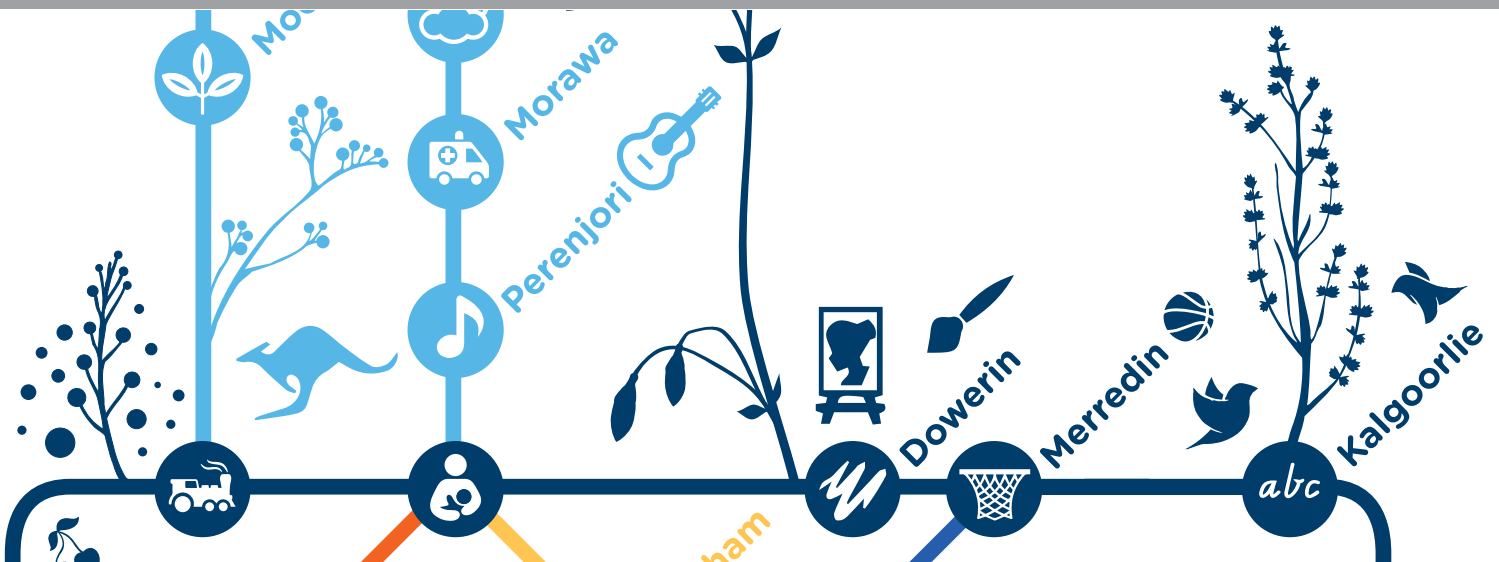 Morawa
Perenjori
Dowerin
Merredin
Kalgoorlie
abc